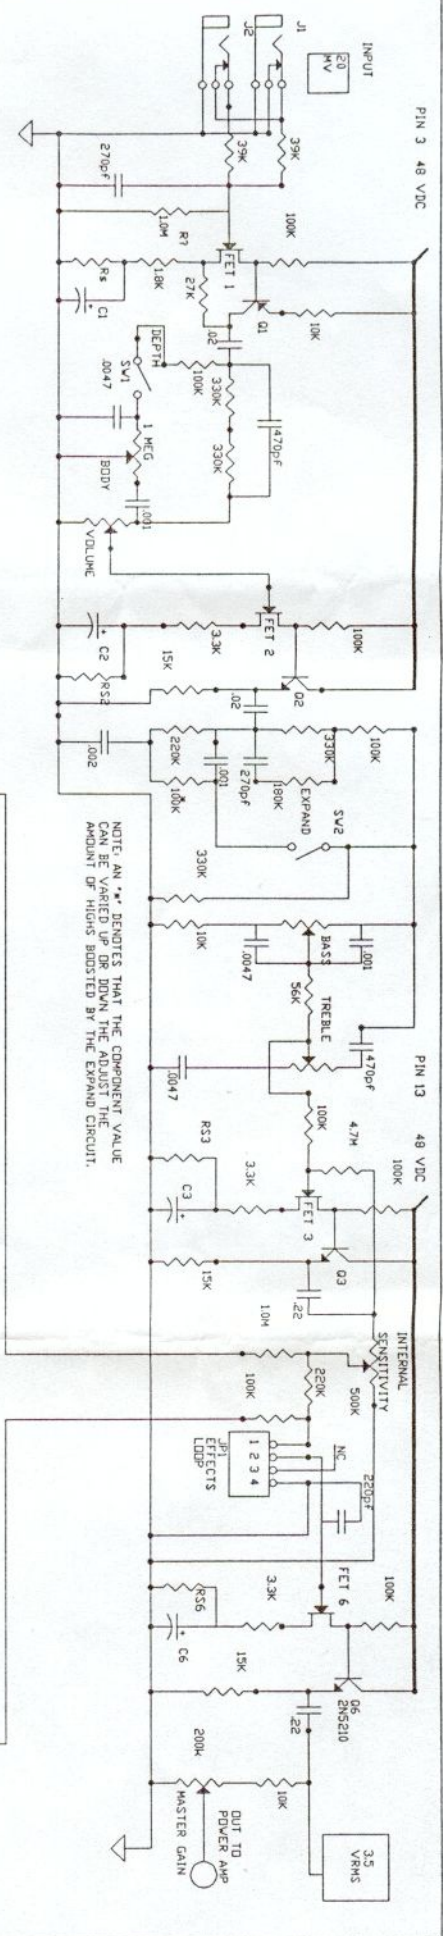 INPUT
20
MV
J1
J2
PIN 3 48 VDC
39K
39K
270pf
1.0M
R?
100K
FET 1
Q1
10K
1.8K
27K
Rs
C1
.02
DEPTH
SW1
.0047
100K
330K
330K
470pf
1 MEG
BODY
.001
VOLUME
100K
FET 2
Q2
3.3K
C2
RS2
15K
.02
.002
220K
100K
*
.001
270pf
180K
330K
100K
EXPAND
SW2
330K
10K
BASS
.0047
.001
56K
TREBLE
.0047
470pf
NOTE: AN "*" DENOTES THAT THE COMPONENT VALUE
CAN BE VARIED UP OR DOWN THE ADJUST THE
AMOUNT OF HIGHS BOOSTED BY THE EXPAND CIRCUIT.
PIN 13 48 VDC
100K
4.7M
100K
FET 3
Q3
RS3
C3
3.3K
15K
.22
1.0M
INTERNAL
SENSITIVITY
500K
100K
220K
JP1
EFFECTS
LOOP
1 2 3 4
NC
220pf
FET 6
100K
3.3K
RS6
C6
15K
Q6
2N5210
.22
200K
10K
MASTER GAIN
OUT TO
POWER AMP
3.5
VRMS